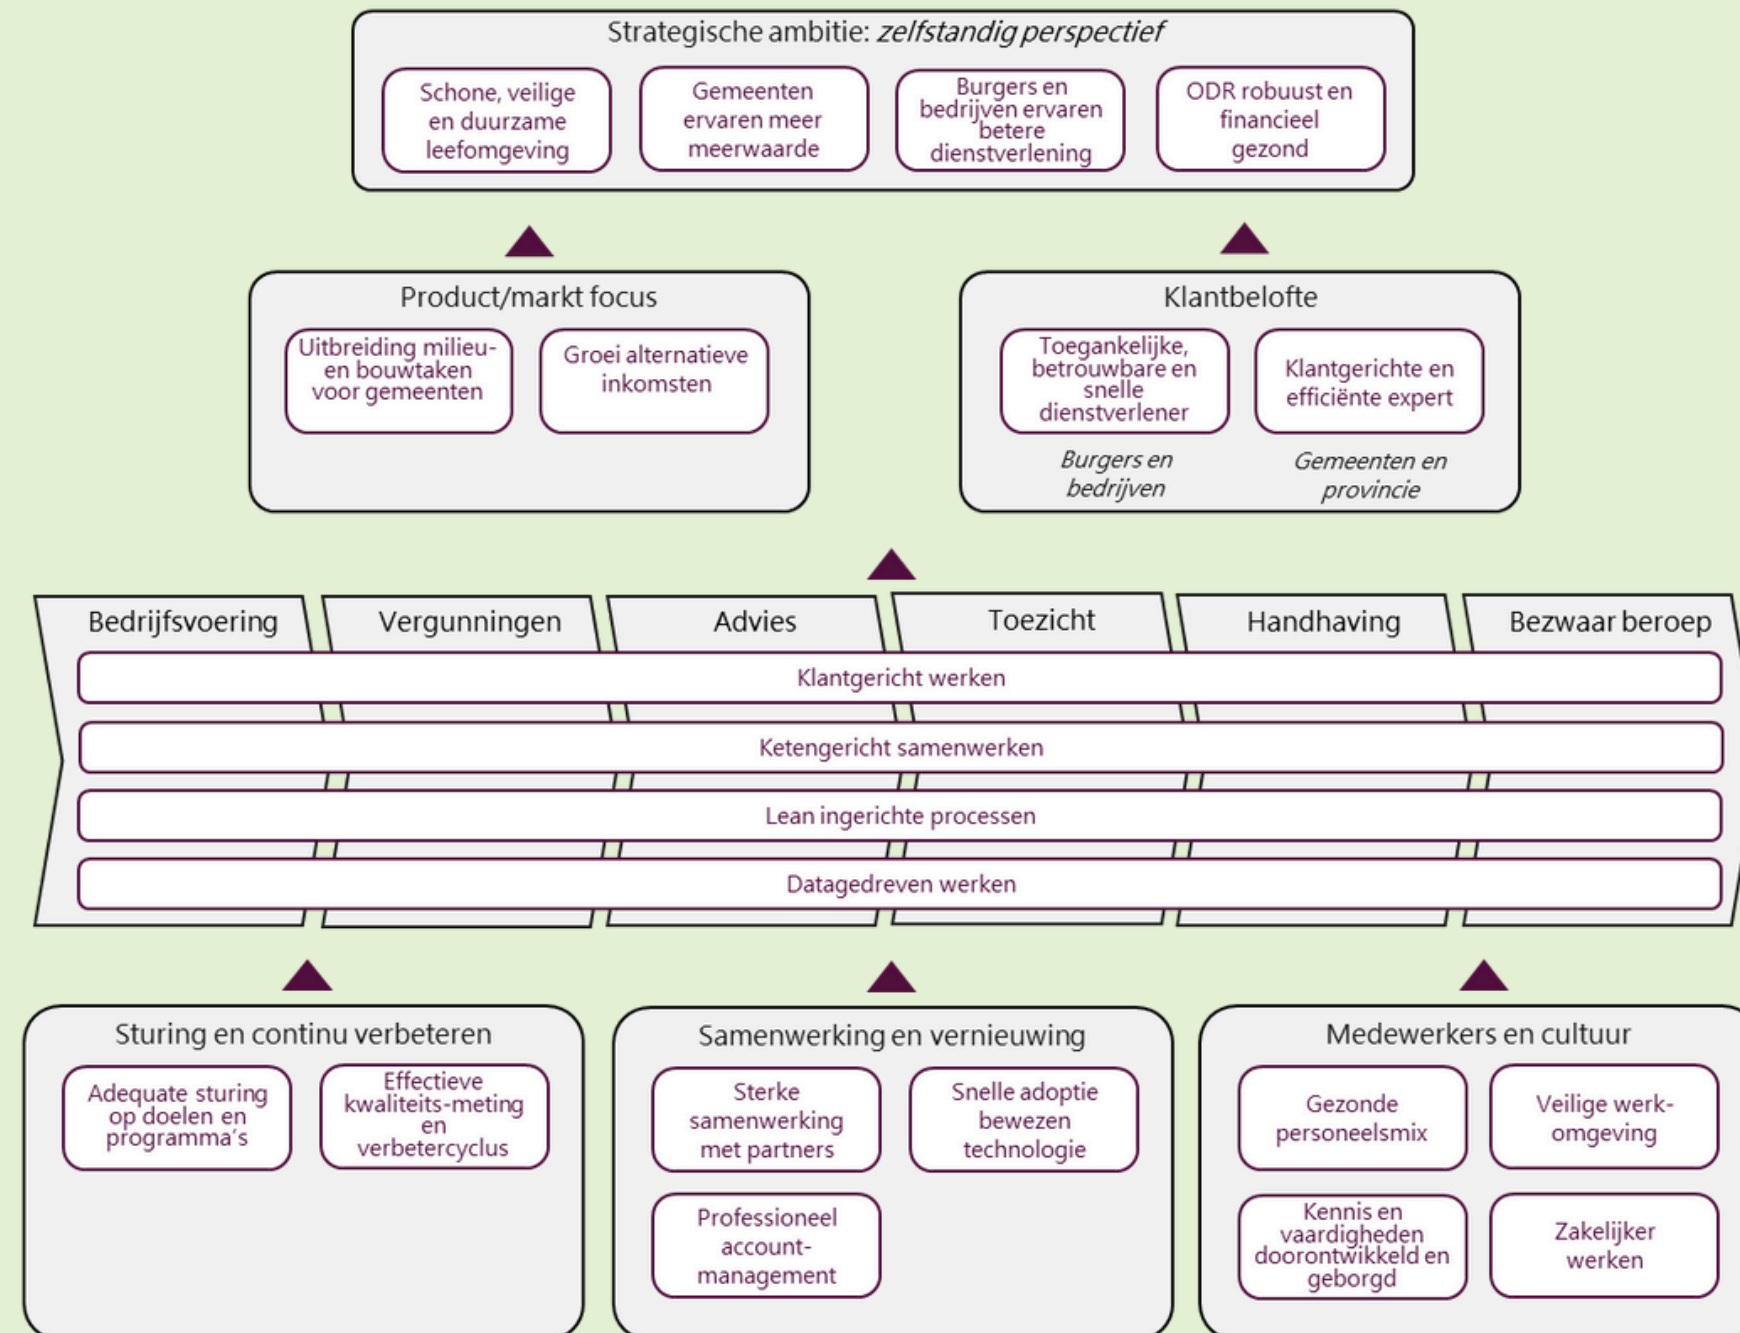 Strategische ambitie: zelfstandig perspectief
Schone, veilige
en duurzame
leefomgeving
Gemeenten
ervaren meer
meerwaarde
Burgers en
bedrijven ervaren
betere
dienstverlening
ODR robuust en
financieel
gezond
Product/markt focus
Uitbreiding milieu-
en bouwtaken
voor gemeenten
Groei alternatieve
inkomsten
Klantbelofte
Toegankelijke,
betrouwbare en
snelle
dienstverlener
Burgers en
bedrijven
Klantgerichte en
efficiënte expert
Gemeenten en
provincie
Bedrijfsvoering
Vergunningen
Advies
Toezicht
Handhaving
Bezwaar beroep
Klantgericht werken
Ketengericht samenwerken
Lean ingerichte processen
Datagedreven werken
Sturing en continu verbeteren
Adequate sturing
op doelen en
programma's
Effectieve
kwaliteits-meting
en
verbetercyclus
Samenwerking en vernieuwing
Sterke
samenwerking
met partners
Snelle adoptie
bewezen
technologie
Professioneel
account-
management
Medewerkers en cultuur
Gezonde
personeelsmix
Veilige werk-
omgeving
Kennis en
vaardigheden
doorontwikkeld en
geborgd
Zakelijker
werken